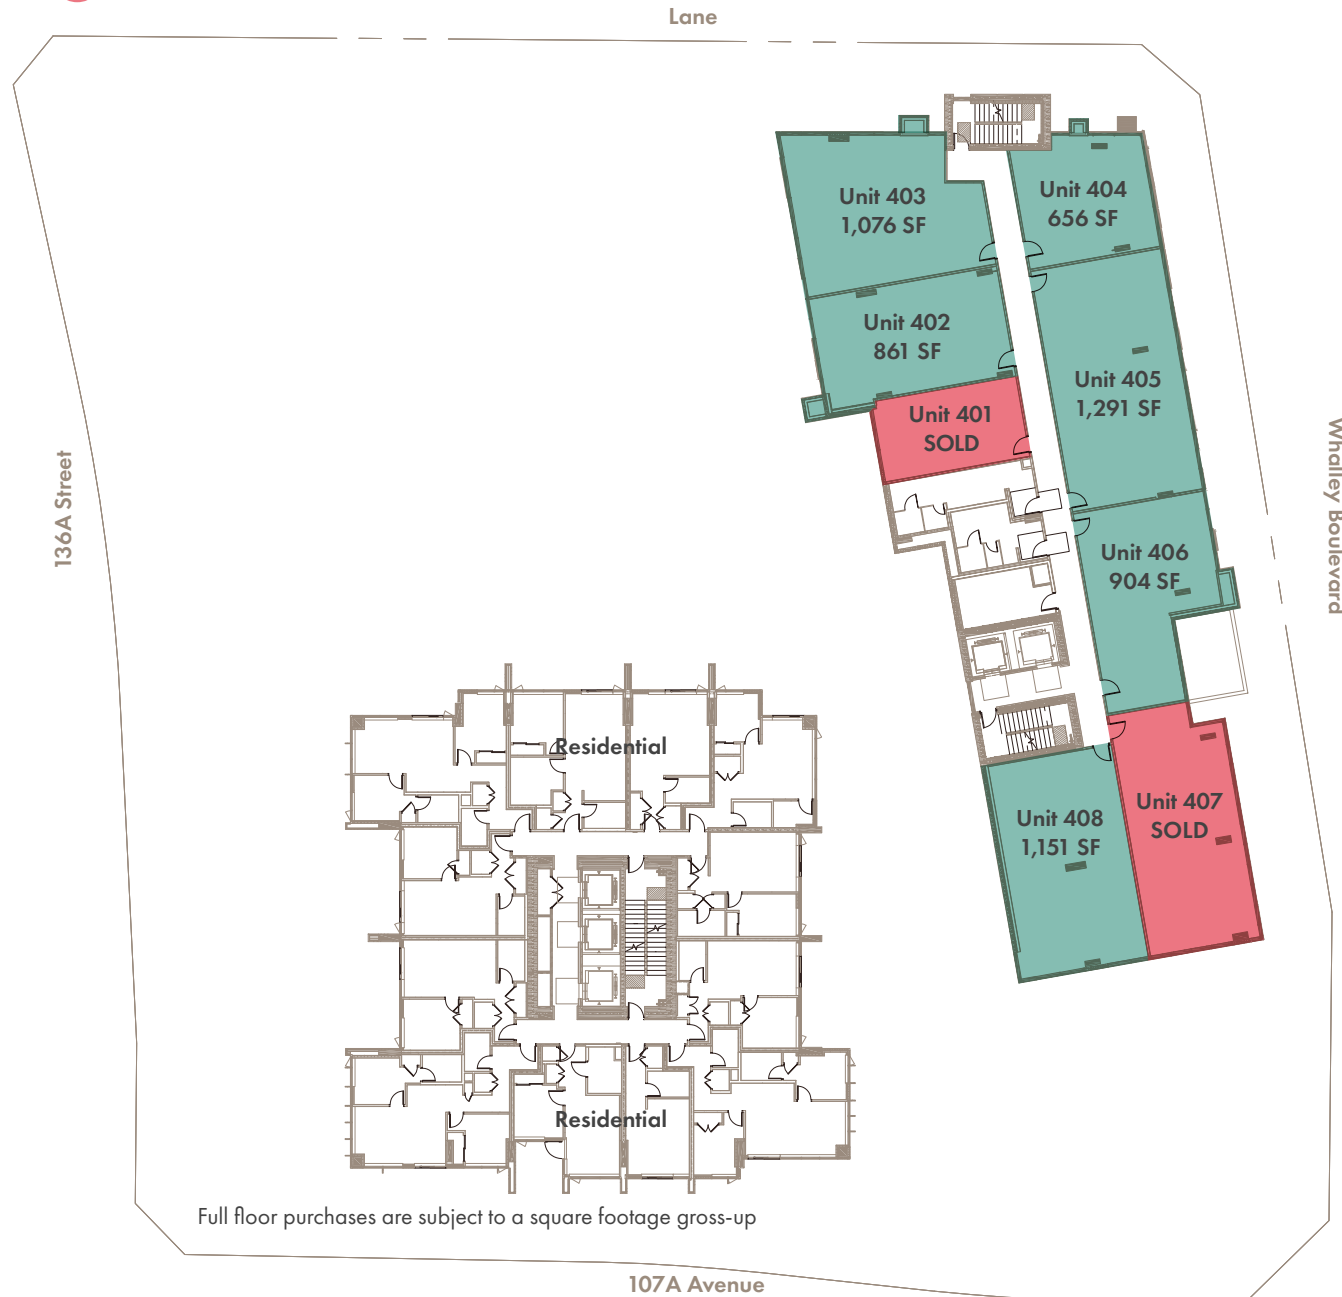 Lane
Unit 403
1,076 SF
Unit 404
656 SF
Unit 402
861 SF
Unit 405
1,291 SF
Unit 401
SOLD
136A Street
Whalley Boulevard
Unit 406
904 SF
Residential
Unit 407
SOLD
Unit 408
1,151 SF
Residential
Full floor purchases are subject to a square footage gross-up
107A Avenue